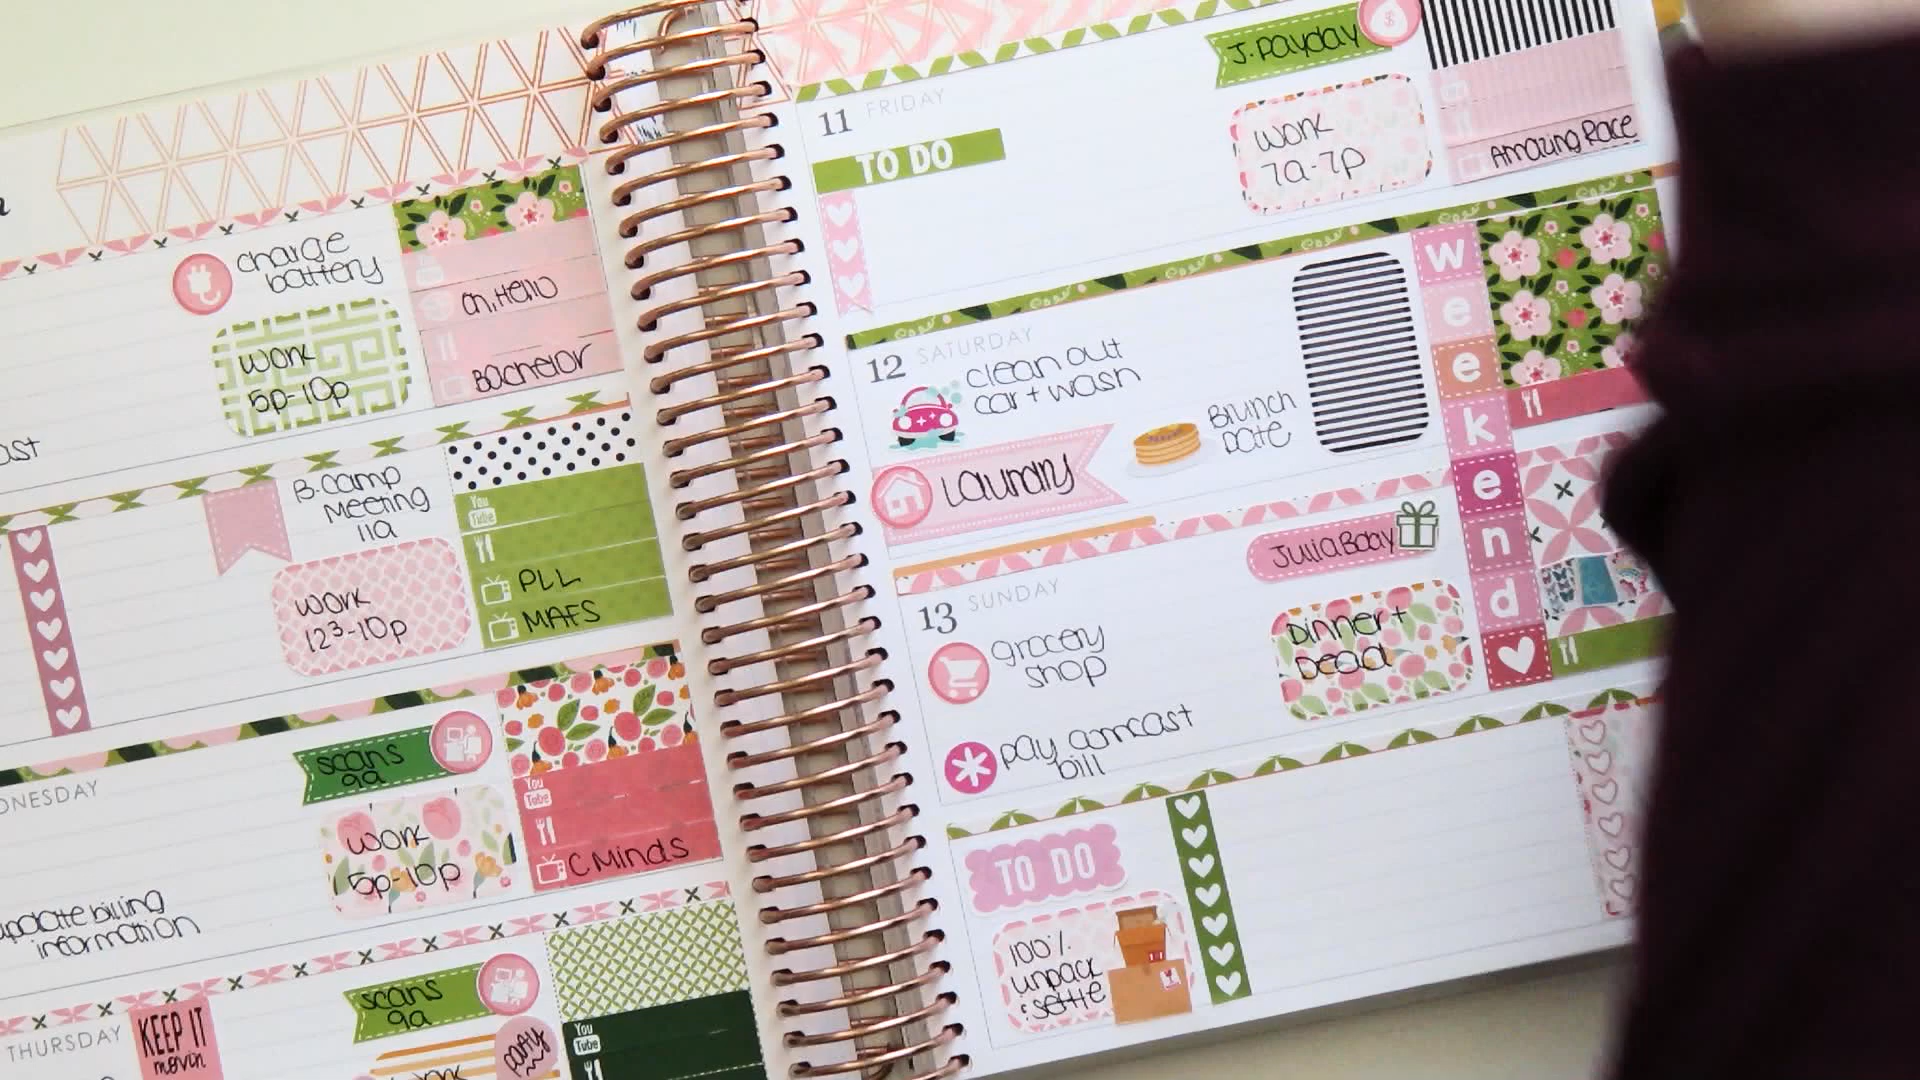 charge
battery
Oh, Hello
Work
5p-10p
Bachelor
B.camp
Meeting
11a
You
Tube
Work
12³-10p
PLL
MAFS
scans
9a
You
Tube
Work
5p-10p
C Minds
update billing
information
THURSDAY
KEEP IT
movin
scans
9a
party
You
Tube
11 FRIDAY
J. Payday
$
TO DO
Work
7a-7p
Amazing Race
12 SATURDAY
clean out
car + wash
Brunch
Date
Laundry
weekend
13 SUNDAY
Julia Bday
grocery
shop
Dinner +
Dead
pay comcast
bill
TO DO
100%
unpack
: settle